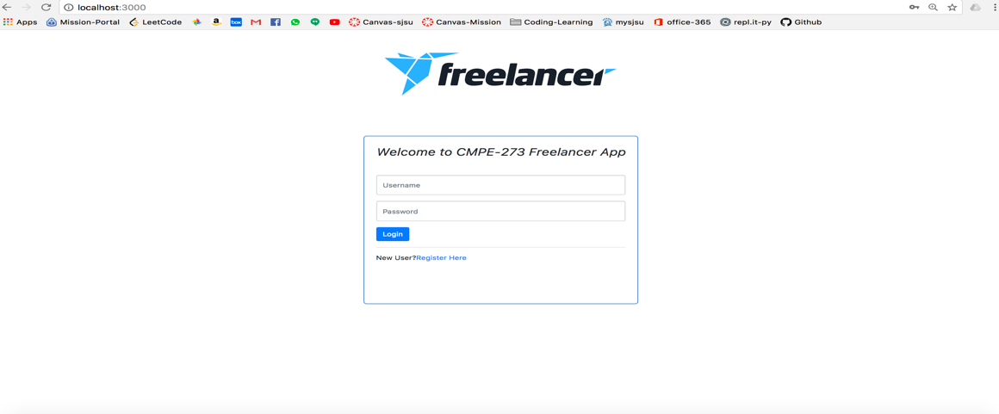 localhost:3000
Apps Mission-Portal LeetCode box Canvas-sjsu Canvas-Mission Coding-Learning mysjsu office-365 repl.it-py Github
freelancer
Welcome to CMPE-273 Freelancer App
Username
Password
Login
New User?Register Here